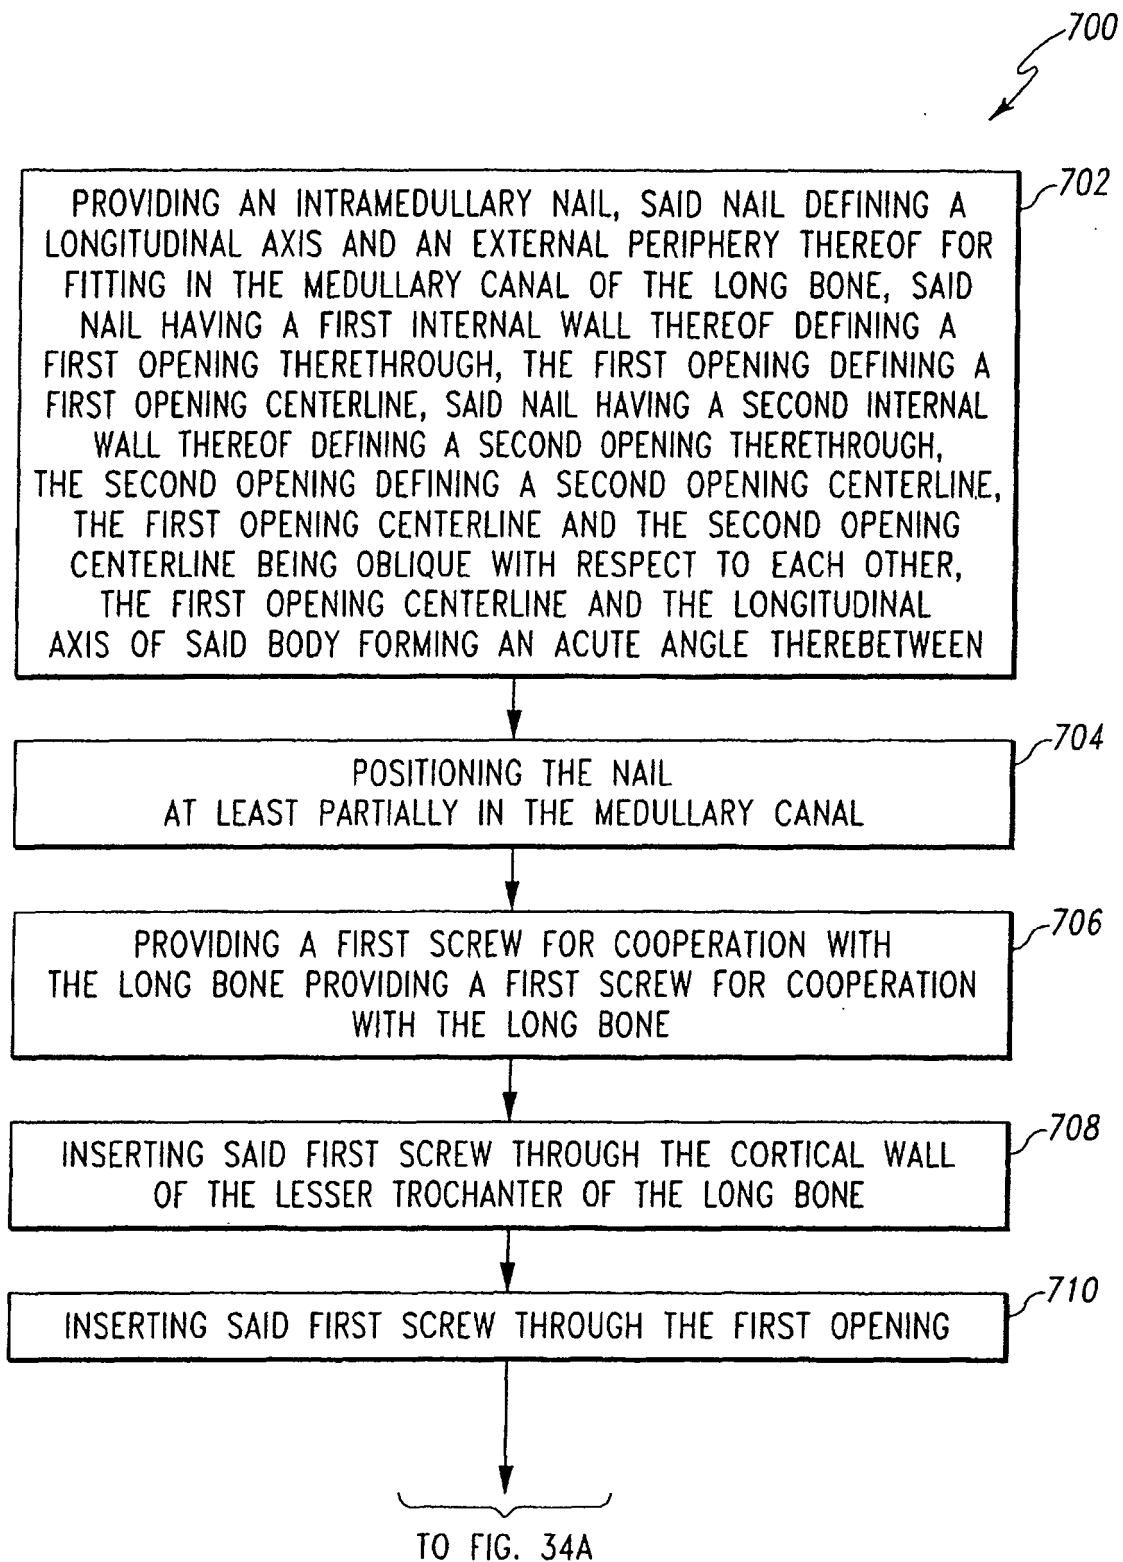 700
702
PROVIDING AN INTRAMEDULLARY NAIL, SAID NAIL DEFINING A
LONGITUDINAL AXIS AND AN EXTERNAL PERIPHERY THEREOF FOR
FITTING IN THE MEDULLARY CANAL OF THE LONG BONE, SAID
NAIL HAVING A FIRST INTERNAL WALL THEREOF DEFINING A
FIRST OPENING THERETHROUGH, THE FIRST OPENING DEFINING A
FIRST OPENING CENTERLINE, SAID NAIL HAVING A SECOND INTERNAL
WALL THEREOF DEFINING A SECOND OPENING THERETHROUGH,
THE SECOND OPENING DEFINING A SECOND OPENING CENTERLINE,
THE FIRST OPENING CENTERLINE AND THE SECOND OPENING
CENTERLINE BEING OBLIQUE WITH RESPECT TO EACH OTHER,
THE FIRST OPENING CENTERLINE AND THE LONGITUDINAL
AXIS OF SAID BODY FORMING AN ACUTE ANGLE THEREBETWEEN
704
POSITIONING THE NAIL
AT LEAST PARTIALLY IN THE MEDULLARY CANAL
706
PROVIDING A FIRST SCREW FOR COOPERATION WITH
THE LONG BONE PROVIDING A FIRST SCREW FOR COOPERATION
WITH THE LONG BONE
708
INSERTING SAID FIRST SCREW THROUGH THE CORTICAL WALL
OF THE LESSER TROCHANTER OF THE LONG BONE
710
INSERTING SAID FIRST SCREW THROUGH THE FIRST OPENING
TO FIG. 34A